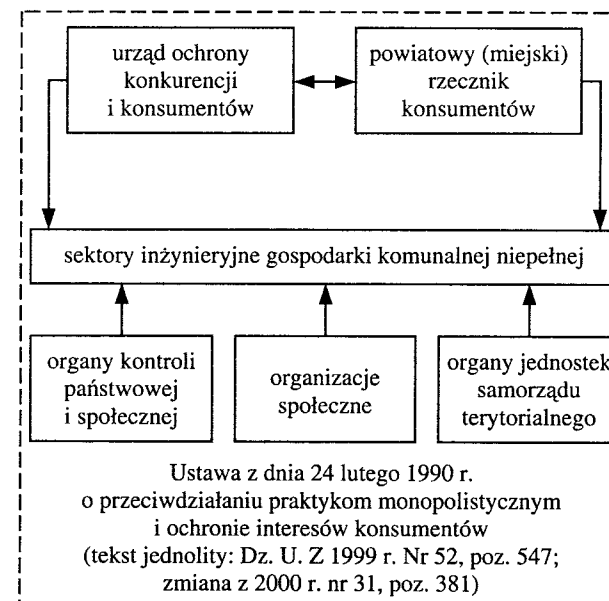 urząd ochrony
konkurencji
i konsumentów
powiatowy (miejski)
rzecznik
konsumentów
sektory inżynieryjne gospodarki komunalnej niepełnej
organy kontroli
państwowej
i społecznej
organizacje
społeczne
organy jednostek
samorządu
terytorialnego
Ustawa z dnia 24 lutego 1990 r.
o przeciwdziałaniu praktykom monopolistycznym
i ochronie interesów konsumentów
(tekst jednolity: Dz. U. Z 1999 r. Nr 52, poz. 547;
zmiana z 2000 r. nr 31, poz. 381)